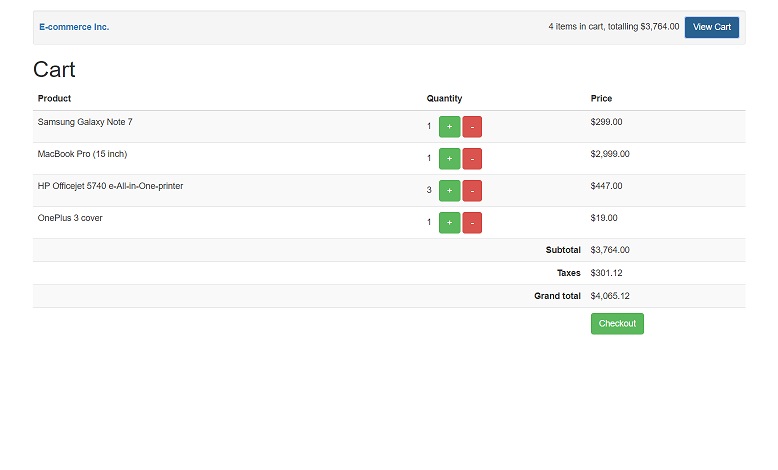 E-commerce Inc. 4 items in cart, totalling $3,764.00 View Cart
Cart
Product Quantity Price
Samsung Galaxy Note 7 1 + - $299.00
MacBook Pro (15 inch) 1 + - $2,999.00
HP Officejet 5740 e-All-in-One-printer 3 + - $447.00
OnePlus 3 cover 1 + - $19.00
Subtotal $3,764.00
Taxes $301.12
Grand total $4,065.12
Checkout